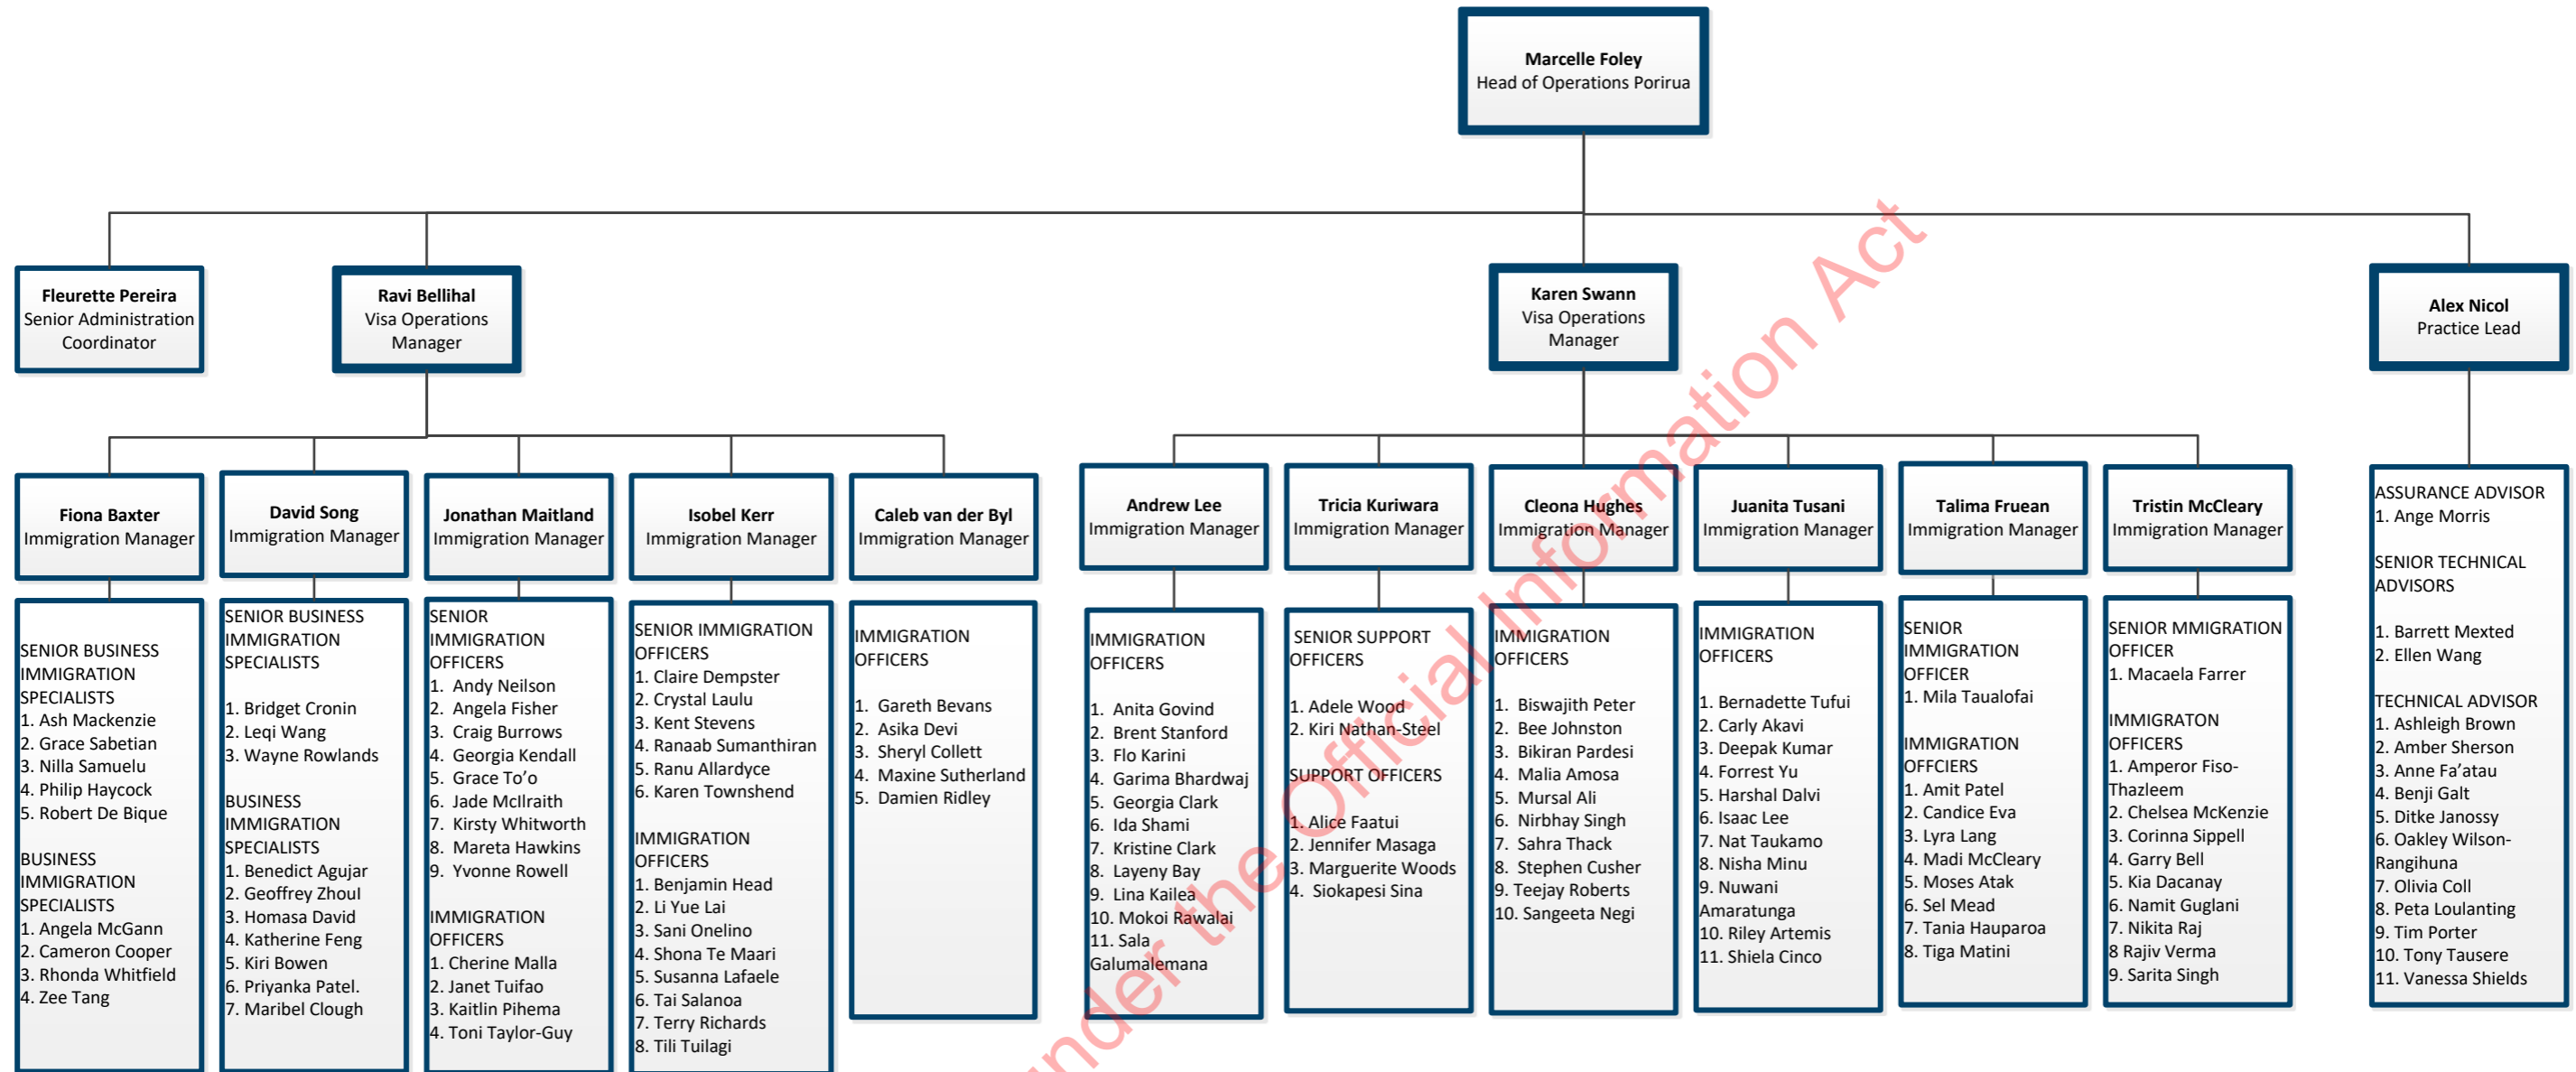 Marcelle Foley
Head of Operations Porirua
Fleurette Pereira
Senior Administration
Coordinator
Ravi Bellihal
Visa Operations
Manager
Karen Swann
Visa Operations
Manager
Alex Nicol
Practice Lead
Fiona Baxter
Immigration Manager
David Song
Immigration Manager
Jonathan Maitland
Immigration Manager
Isobel Kerr
Immigration Manager
Caleb van der Byl
Immigration Manager
Andrew Lee
Immigration Manager
Tricia Kuriwara
Immigration Manager
Cleona Hughes
Immigration Manager
Juanita Tusani
Immigration Manager
Talima Fruean
Immigration Manager
Tristin McCleary
Immigration Manager
SENIOR BUSINESS
IMMIGRATION
SPECIALISTS
1. Ash Mackenzie
2. Grace Sabetian
3. Nilla Samuelu
4. Philip Haycock
5. Robert De Bique
BUSINESS
IMMIGRATION
SPECIALISTS
1. Angela McGann
2. Cameron Cooper
3. Rhonda Whitfield
4. Zee Tang
SENIOR BUSINESS
IMMIGRATION
SPECIALISTS
1. Bridget Cronin
2. Leqi Wang
3. Wayne Rowlands
BUSINESS
IMMIGRATION
SPECIALISTS
1. Benedict Agujar
2. Geoffrey Zhoul
3. Homasa David
4. Katherine Feng
5. Kiri Bowen
6. Priyanka Patel.
7. Maribel Clough
SENIOR
IMMIGRATION
OFFICERS
1. Andy Neilson
2. Angela Fisher
3. Craig Burrows
4. Georgia Kendall
5. Grace To’o
6. Jade McIlraith
7. Kirsty Whitworth
8. Mareta Hawkins
9. Yvonne Rowell
IMMIGRATION
OFFICERS
1. Cherine Malla
2. Janet Tuifao
3. Kaitlin Pihema
4. Toni Taylor-Guy
SENIOR IMMIGRATION
OFFICERS
1. Claire Dempster
2. Crystal Laulu
3. Kent Stevens
4. Ranaab Sumanthiran
5. Ranu Allardyce
6. Karen Townshend
IMMIGRATION
OFFICERS
1. Benjamin Head
2. Li Yue Lai
3. Sani Onelino
4. Shona Te Maari
5. Susanna Lafaele
6. Tai Salanoa
7. Terry Richards
8. Tili Tuilagi
IMMIGRATION
OFFICERS
1. Gareth Bevans
2. Asika Devi
3. Sheryl Collett
4. Maxine Sutherland
5. Damien Ridley
IMMIGRATION
OFFICERS
1. Anita Govind
2. Brent Stanford
3. Flo Karini
4. Garima Bhardwaj
5. Georgia Clark
6. Ida Shami
7. Kristine Clark
8. Layeny Bay
9. Lina Kailea
10. Mokoi Rawalai
11. Sala
Galumalemana
SENIOR SUPPORT
OFFICERS
1. Adele Wood
2. Kiri Nathan-Steel
SUPPORT OFFICERS
1. Alice Faatui
2. Jennifer Masaga
3. Marguerite Woods
4. Siokapesi Sina
IMMIGRATION
OFFICERS
1. Biswajith Peter
2. Bee Johnston
3. Bikiran Pardesi
4. Malia Amosa
5. Mursal Ali
6. Nirbhay Singh
7. Sahra Thack
8. Stephen Cusher
9. Teejay Roberts
10. Sangeeta Negi
IMMIGRATION
OFFICERS
1. Bernadette Tufui
2. Carly Akavi
3. Deepak Kumar
4. Forrest Yu
5. Harshal Dalvi
6. Isaac Lee
7. Nat Taukamo
8. Nisha Minu
9. Nuwani
Amaratunga
10. Riley Artemis
11. Shiela Cinco
SENIOR
IMMIGRATION
OFFICER
1. Mila Taualofai
IMMIGRATION
OFFCIERS
1. Amit Patel
2. Candice Eva
3. Lyra Lang
4. Madi McCleary
5. Moses Atak
6. Sel Mead
7. Tania Hauparoa
8. Tiga Matini
SENIOR MMIGRATION
OFFICER
1. Macaela Farrer
IMMIGRATON
OFFICERS
1. Amperor Fiso-
Thazleem
2. Chelsea McKenzie
3. Corinna Sippell
4. Garry Bell
5. Kia Dacanay
6. Namit Guglani
7. Nikita Raj
8 Rajiv Verma
9. Sarita Singh
ASSURANCE ADVISOR
1. Ange Morris
SENIOR TECHNICAL
ADVISORS
1. Barrett Mexted
2. Ellen Wang
TECHNICAL ADVISOR
1. Ashleigh Brown
2. Amber Sherson
3. Anne Fa’atau
4. Benji Galt
5. Ditke Janossy
6. Oakley Wilson-
Rangihuna
7. Olivia Coll
8. Peta Loulanting
9. Tim Porter
10. Tony Tausere
11. Vanessa Shields
under the Official Information Act